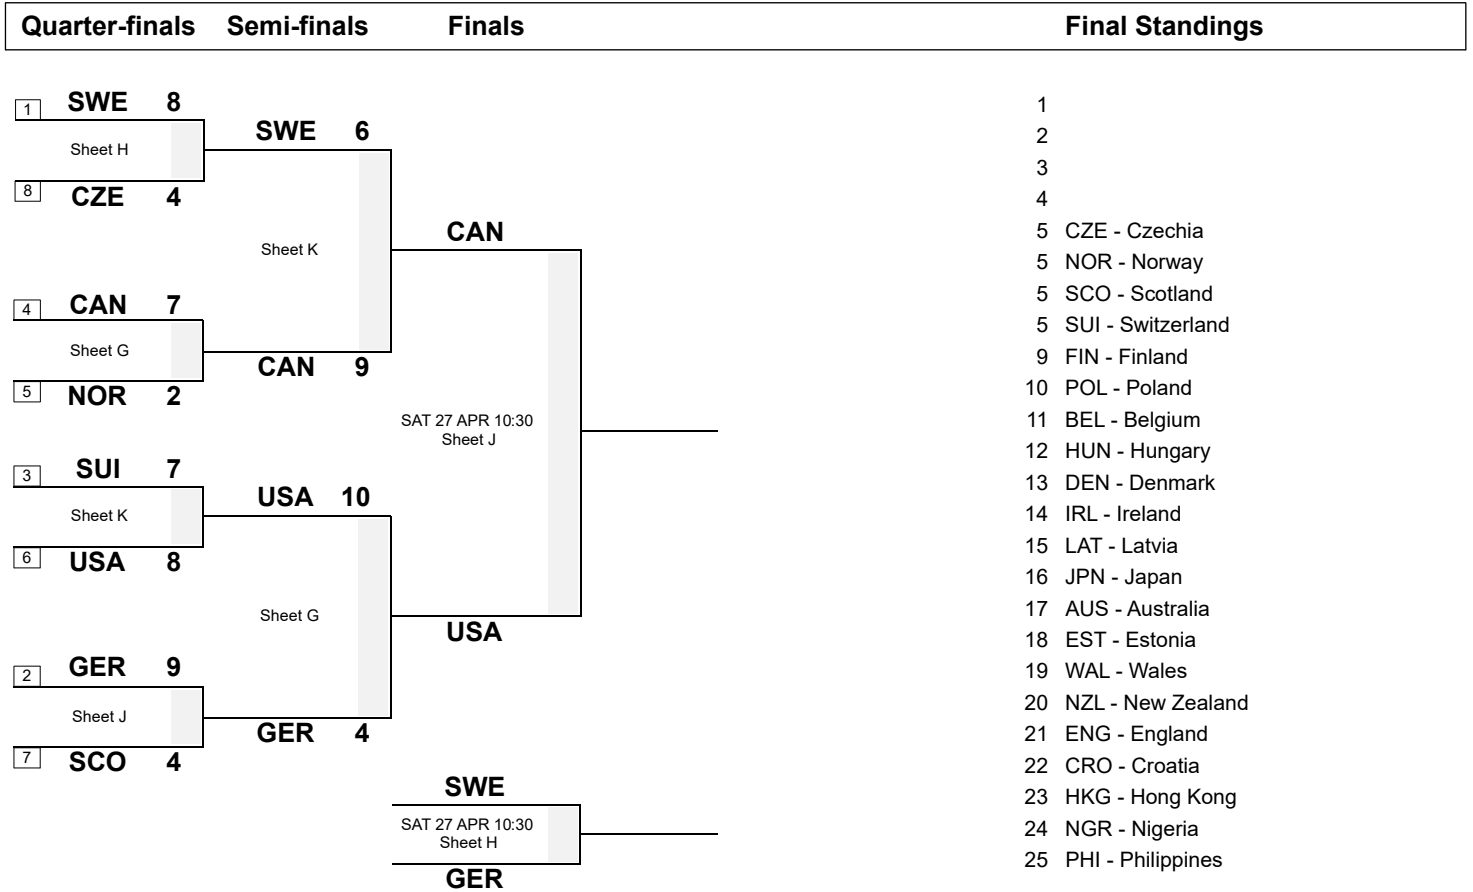 Quarter-finals Semi-finals Finals Final Standings
1 SWE 8
Sheet H
8 CZE 4
SWE 6
Sheet K
CAN 9
4 CAN 7
Sheet G
5 NOR 2
3 SUI 7
Sheet K
6 USA 8
USA 10
Sheet G
GER 4
2 GER 9
Sheet J
7 SCO 4
CAN
SAT 27 APR 10:30
Sheet J
USA
SWE
SAT 27 APR 10:30
Sheet H
GER
1
2
3
4
5 CZE - Czechia
5 NOR - Norway
5 SCO - Scotland
5 SUI - Switzerland
9 FIN - Finland
10 POL - Poland
11 BEL - Belgium
12 HUN - Hungary
13 DEN - Denmark
14 IRL - Ireland
15 LAT - Latvia
16 JPN - Japan
17 AUS - Australia
18 EST - Estonia
19 WAL - Wales
20 NZL - New Zealand
21 ENG - England
22 CRO - Croatia
23 HKG - Hong Kong
24 NGR - Nigeria
25 PHI - Philippines